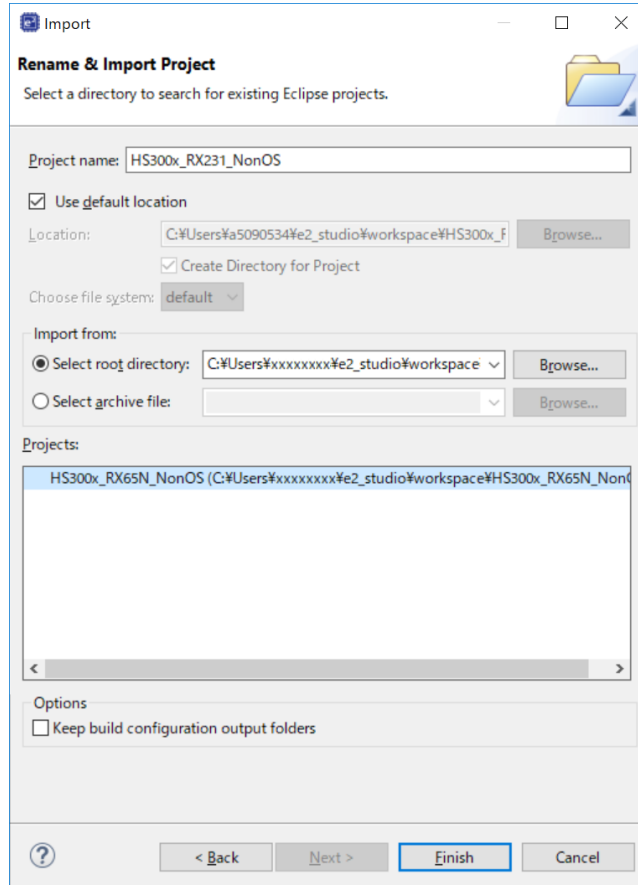 Import
Rename & Import Project
Select a directory to search for existing Eclipse projects.
Project name: HS300x_RX231_NonOS
Use default location
Location: C:¥Users¥a5090534¥e2_studio¥workspace¥HS300x_F Browse...
Create Directory for Project
Choose file system: default
Import from:
Select root directory: C:¥Users¥xxxxxxxx¥e2_studio¥workspace¥ Browse...
Select archive file: Browse...
Projects:
HS300x_RX65N_NonOS (C:¥Users¥xxxxxxxx¥e2_studio¥workspace¥HS300x_RX65N_NonO
Options
Keep build configuration output folders
? < Back Next > Finish Cancel